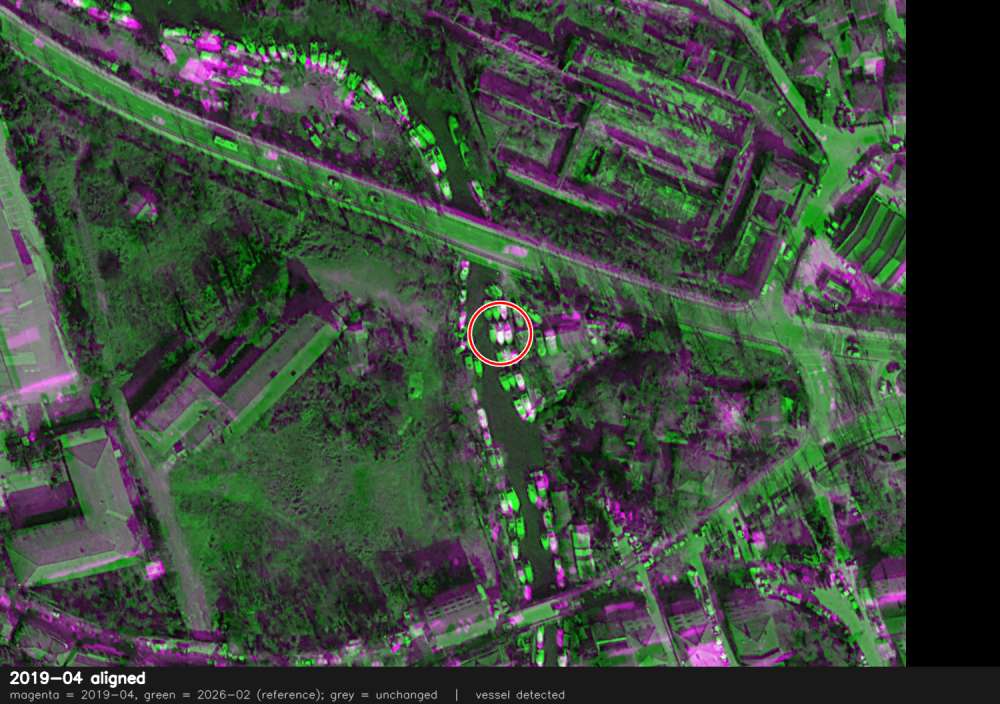 2019-04 aligned
magenta = 2019-04, green = 2026-02 (reference); grey = unchanged | vessel detected